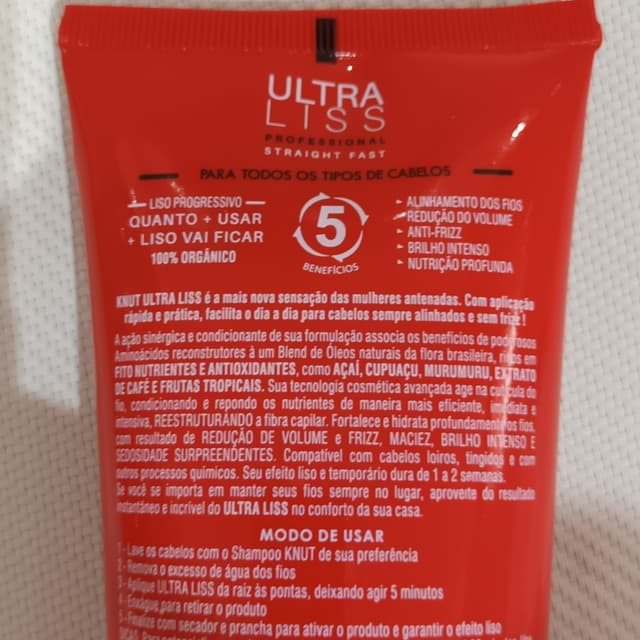 ULTRA
LISS
PROFESSIONAL
STRAIGHT FAST
PARA TODOS OS TIPOS DE CABELOS
LISO PROGRESSIVO
QUANTO + USAR
+ LISO VAI FICAR
100% ORGÂNICO
5
BENEFÍCIOS
ALINHAMENTO DOS FIOS
REDUÇÃO DO VOLUME
ANTI-FRIZZ
BRILHO INTENSO
NUTRIÇÃO PROFUNDA
KNUT ULTRA LISS é a mais nova sensação das mulheres antenadas. Com aplicação
rápida e prática, facilita o dia a dia para cabelos sempre alinhados e sem frizz !
A ação sinérgica e condicionante de sua formulação associa os benefícios de poderosos
Aminoácidos reconstrutores à um Blend de Óleos naturais da flora brasileira, ricos em
FITO NUTRIENTES E ANTIOXIDANTES, como AÇAÍ, CUPUAÇU, MURUMURU, EXTRATO
DE CAFÉ E FRUTAS TROPICAIS. Sua tecnologia cosmética avançada age na cutícula do
fio, condicionando e repondo os nutrientes de maneira mais eficiente, imediata e
intensiva, REESTRUTURANDO a fibra capilar. Fortalece e hidrata profundamente os fios,
com resultado de REDUÇÃO DE VOLUME e FRIZZ, MACIEZ, BRILHO INTENSO E
SEDOSIDADE SURPREENDENTES. Compatível com cabelos loiros, tingidos e com
outros processos químicos. Seu efeito liso e temporário dura de 1 a 2 semanas.
Se você se importa em manter seus fios sempre no lugar, aproveite do resultado
instantâneo e incrível do ULTRA LISS no conforto da sua casa.
MODO DE USAR
1- Lave os cabelos com o Shampoo KNUT de sua preferência
2- Remova o excesso de água dos fios
3- Aplique ULTRA LISS da raíz às pontas, deixando agir 5 minutos
4- Enxágue para retirar o produto
5- Finalize com secador e prancha para ativar o produto e garantir o efeito liso